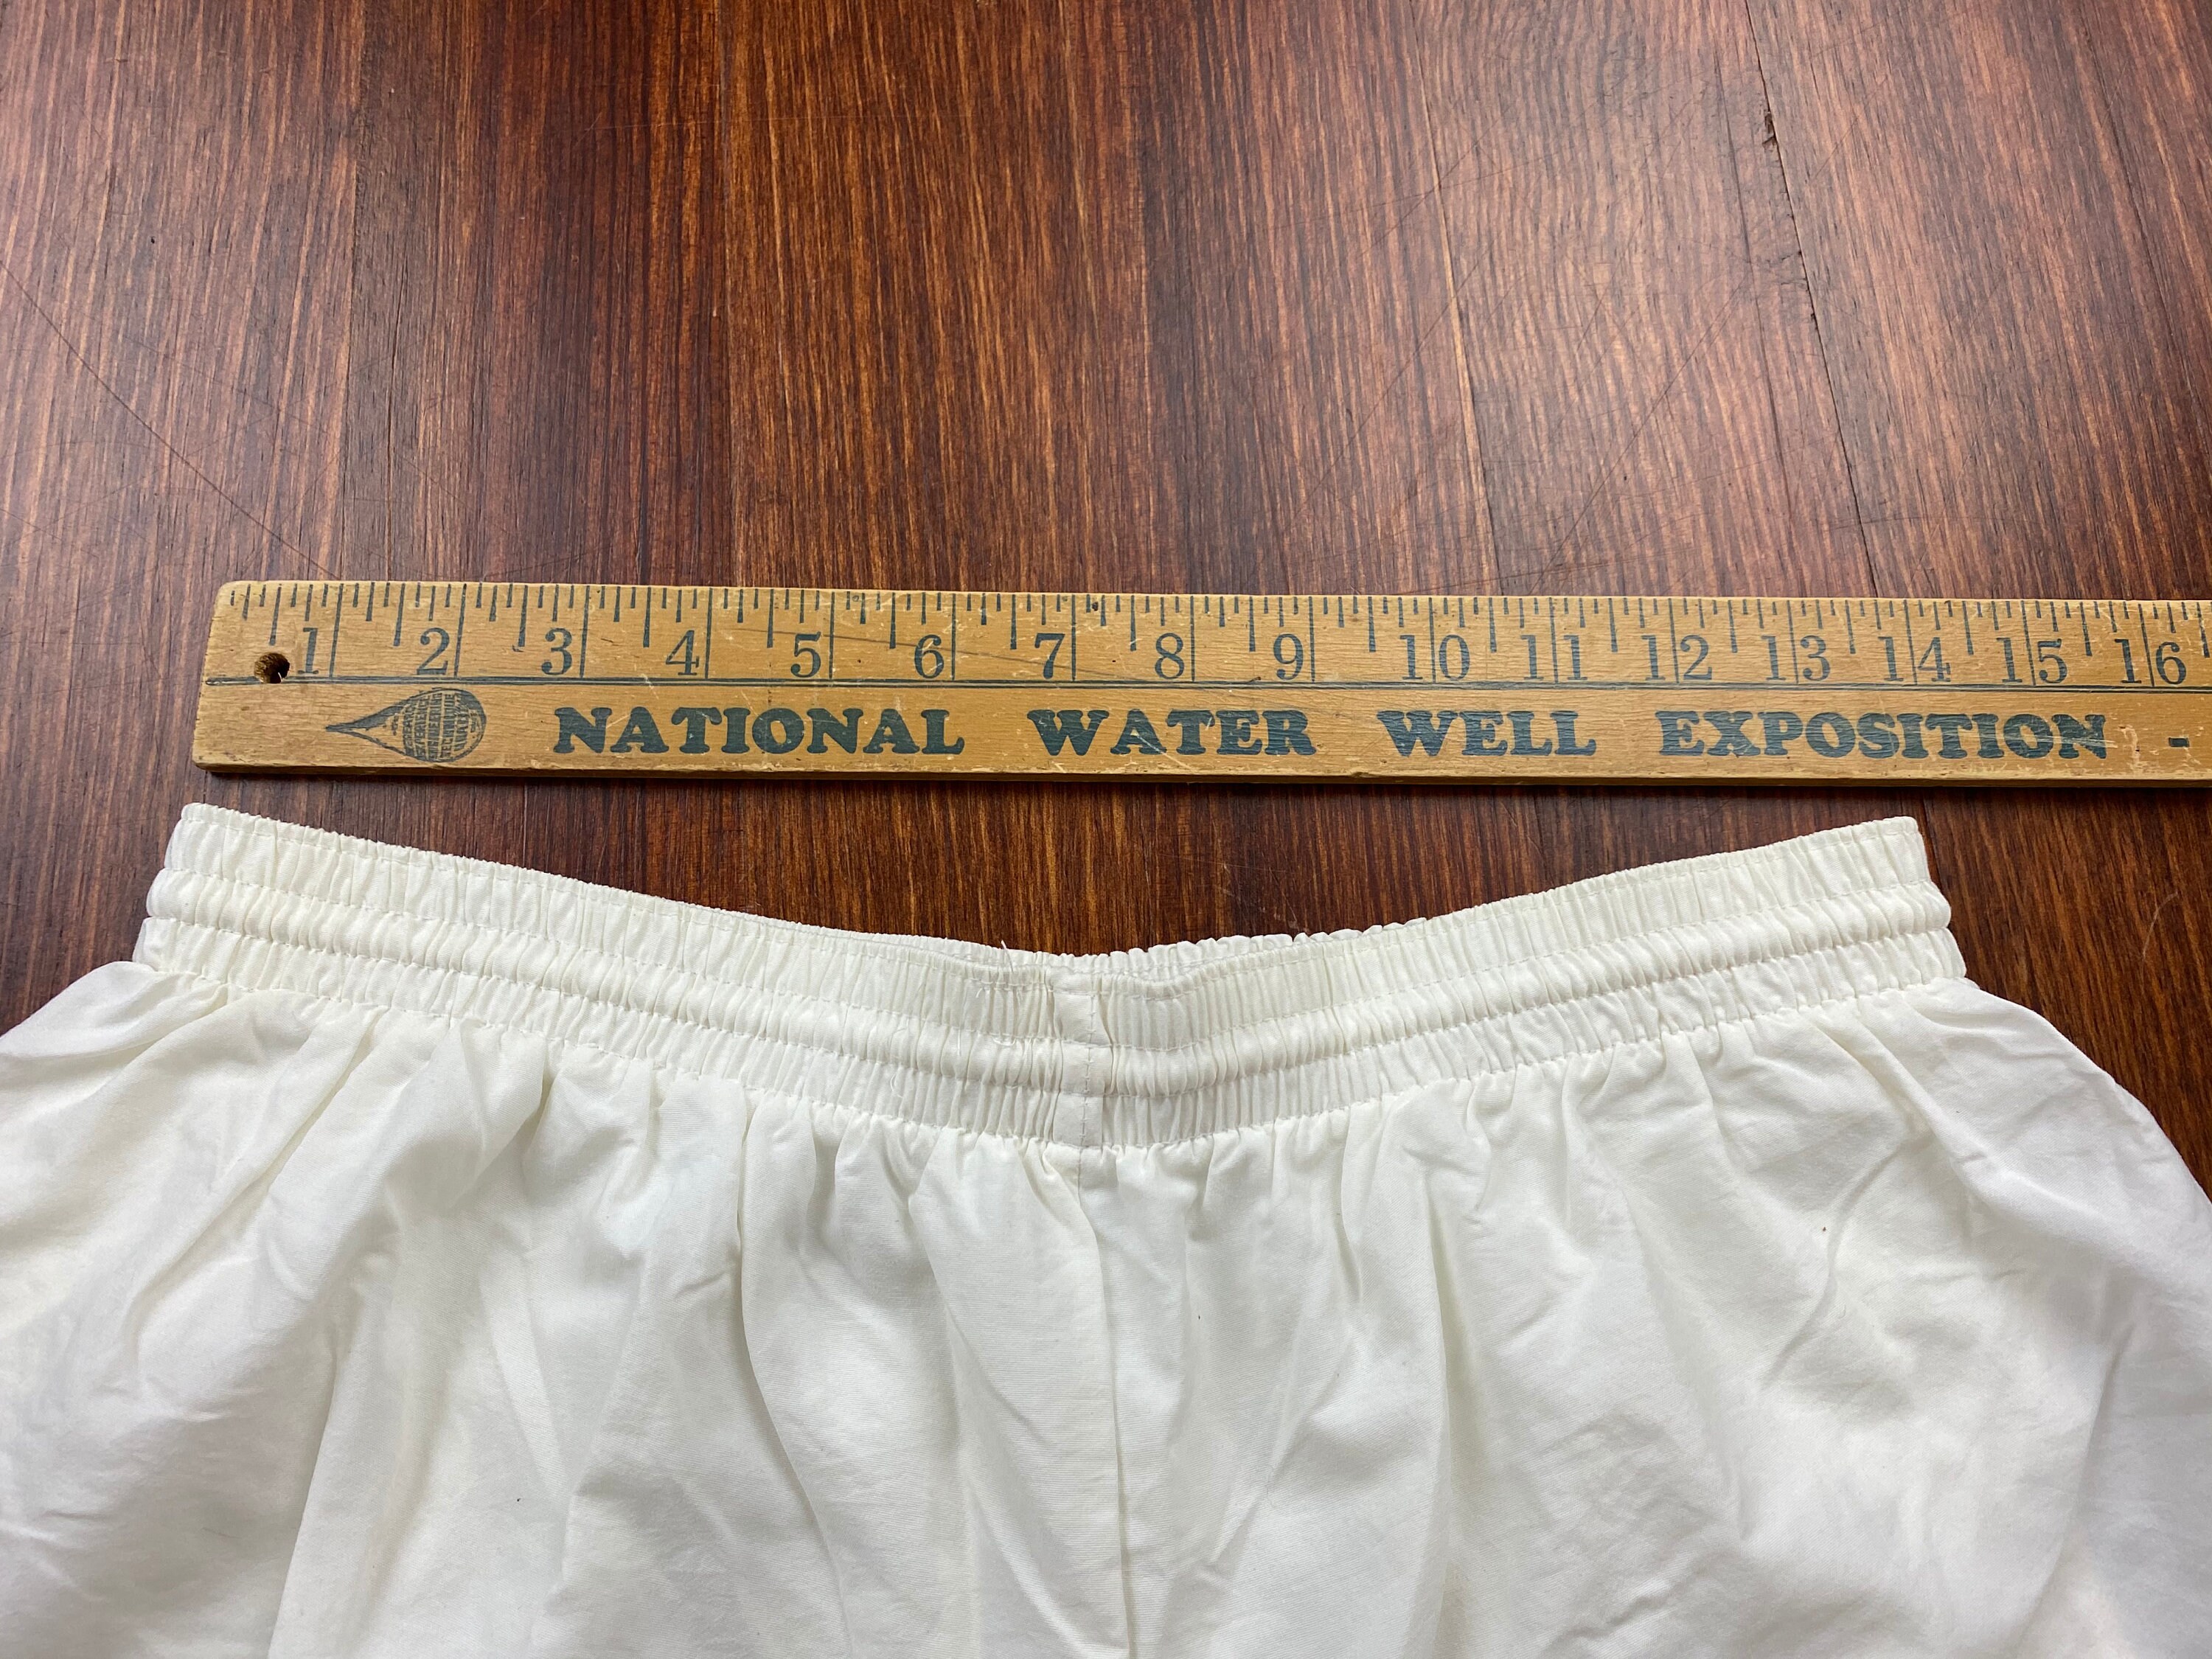 1 2 3 4 5 6 7 8 9 10 11 12 13 14 15 16
NATIONAL WATER WELL EXPOSITION -